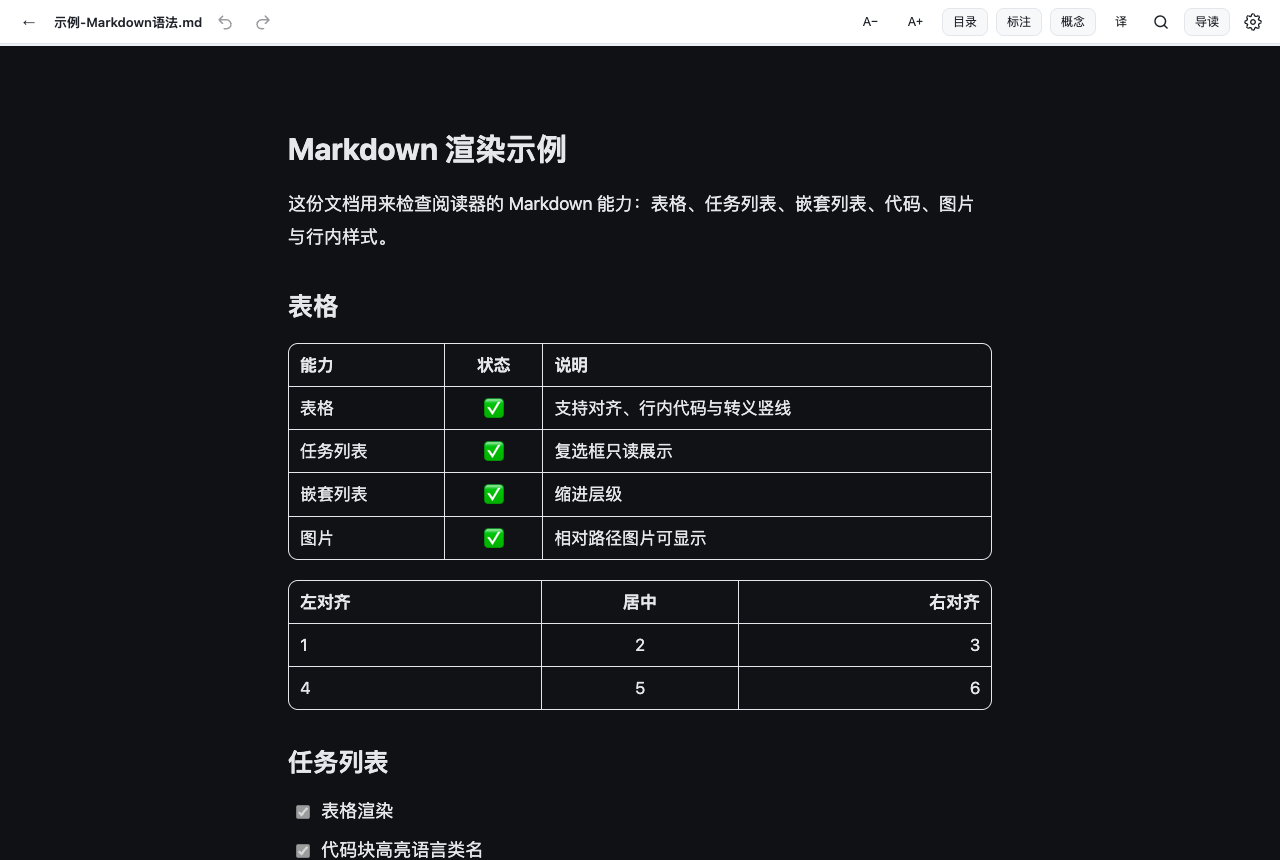 ← 示例-Markdown语法.md A− A+ 目录 标注 概念 译 导读
Markdown 渲染示例
这份文档用来检查阅读器的 Markdown 能力：表格、任务列表、嵌套列表、代码、图片
与行内样式。
表格
能力 状态 说明
表格 ✅ 支持对齐、行内代码与转义竖线
任务列表 ✅ 复选框只读展示
嵌套列表 ✅ 缩进层级
图片 ✅ 相对路径图片可显示
左对齐 居中 右对齐
1 2 3
4 5 6
任务列表
表格渲染
代码块高亮语言类名